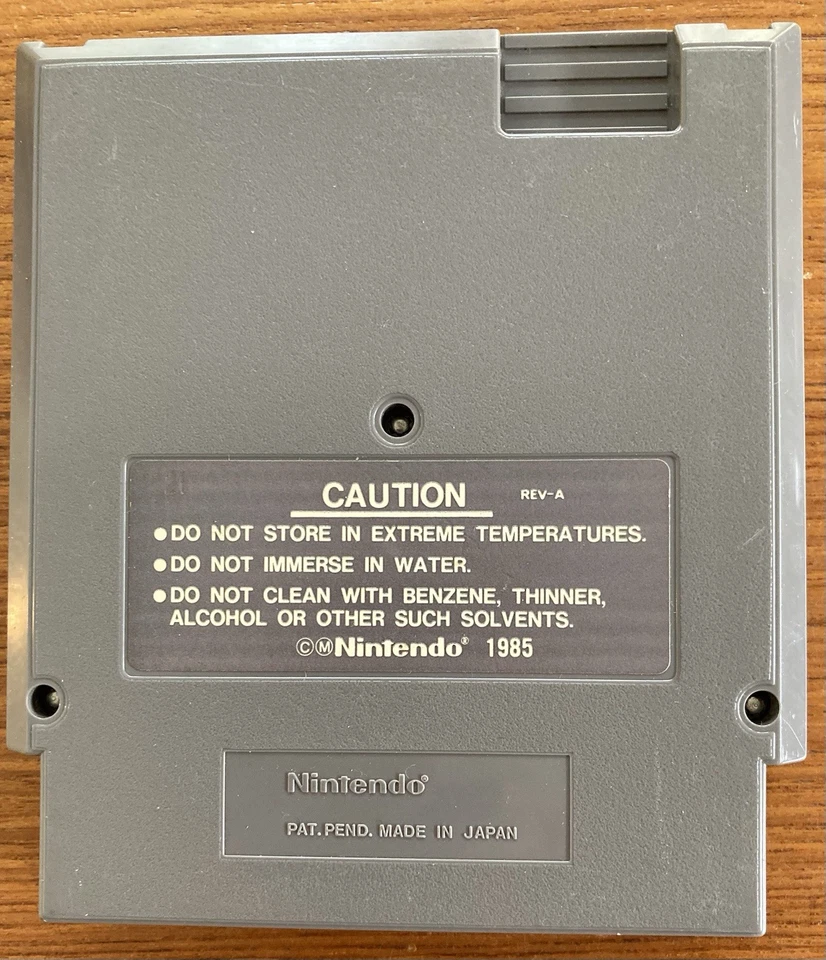 CAUTION REV-A
●DO NOT STORE IN EXTREME TEMPERATURES.
●DO NOT IMMERSE IN WATER.
●DO NOT CLEAN WITH BENZENE, THINNER,
ALCOHOL OR OTHER SUCH SOLVENTS.
ⒸⓂNintendo® 1985
Nintendo®
PAT.PEND. MADE IN JAPAN